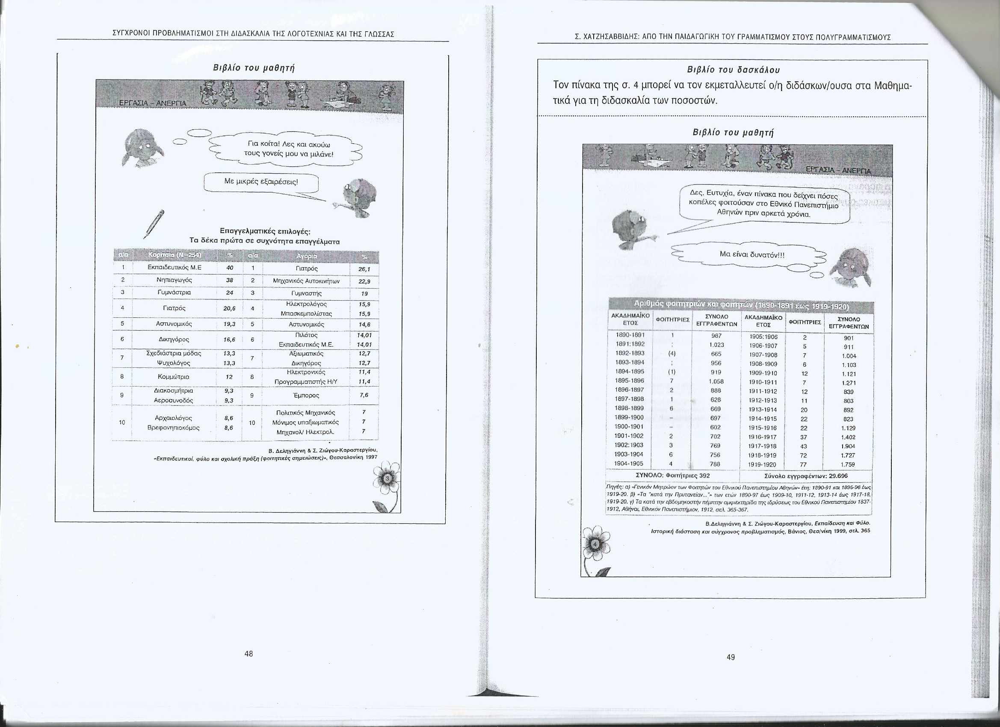 ΣΥΓΧΡΟΝΟΙ ΠΡΟΒΛΗΜΑΤΙΣΜΟΙ ΣΤΗ ΔΙΔΑΣΚΑΛΙΑ ΤΗΣ ΛΟΓΟΤΕΧΝΙΑΣ ΚΑΙ ΤΗΣ ΓΛΩΣΣΑΣ
Βιβλίο του μαθητή
ΕΡΓΑΣΙΑ – ΑΝΕΡΓΙΑ
Για κοίτα! Λες και ακούω
τους γονείς μου να μιλάνε!
Με μικρές εξαιρέσεις!
Επαγγελματικές επιλογές:
Τα δέκα πρώτα σε συχνότητα επαγγέλματα
α/α Κορίτσια (Ν=254) % α/α Αγόρια %
1 Εκπαιδευτικός Μ.Ε 40 1 Γιατρός 26,1
2 Νηπιαγωγός 38 2 Μηχανικός Αυτοκινήτων 22,9
3 Γυμνάστρια 24 3 Γυμναστής 19
4 Γιατρός 20,6 4 Ηλεκτρολόγος 15,9
Μπασκεμπολίστας 15,9
5 Αστυνομικός 19,3 5 Αστυνομικός 14,6
6 Δικηγόρος 16,6 6 Πιλότος 14,01
Εκπαιδευτικός Μ.Ε. 14,01
7 Σχεδιάστρια μόδας 13,3 7 Αξιωματικός 12,7
Ψυχολόγος 13,3 Δικηγόρος 12,7
8 Κομμώτρια 12 8 Ηλεκτρονικός 11,4
Προγραμματιστής Η/Υ 11,4
9 Διακοσμήτρια 9,3 9 Έμπορος 7,6
Αεροσυνοδός 9,3
10 Αρχαιολόγος 8,6 10 Πολιτικός Μηχανικός 7
Βρεφονηπιοκόμος 8,6 Μόνιμος υπαξιωματικός 7
Μηχανολ/ Ηλεκτρολ. 7
Β. Δεληγιάννη & Σ. Ζιώγου-Καραστεργίου,
«Εκπαιδευτικοί, φύλο και σχολική πράξη (φοιτητικές σημειώσεις)», Θεσσαλονίκη 1997
3
48
Σ. ΧΑΤΖΗΣΑΒΒΙΔΗΣ: ΑΠΟ ΤΗΝ ΠΑΙΔΑΓΩΓΙΚΗ ΤΟΥ ΓΡΑΜΜΑΤΙΣΜΟΥ ΣΤΟΥΣ ΠΟΛΥΓΡΑΜΜΑΤΙΣΜΟΥΣ
Βιβλίο του δασκάλου
Τον πίνακα της σ. 4 μπορεί να τον εκμεταλλευτεί ο/η διδάσκων/ουσα στα Μαθημα-
τικά για τη διδασκαλία των ποσοστών.
Βιβλίο του μαθητή
ΕΡΓΑΣΙΑ – ΑΝΕΡΓΙΑ
Δες, Ευτυχία, έναν πίνακα που δείχνει πόσες
κοπέλες φοιτούσαν στο Εθνικό Πανεπιστήμιο
Αθηνών πριν αρκετά χρόνια.
Μα είναι δυνατόν!!!
Αριθμός φοιτητριών και φοιτητών (1890-1891 έως 1919-1920)
ΑΚΑΔΗΜΑΪΚΟ ΕΤΟΣ ΦΟΙΤΗΤΡΙΕΣ ΣΥΝΟΛΟ ΕΓΓΡΑΦΕΝΤΩΝ ΑΚΑΔΗΜΑΪΚΟ ΕΤΟΣ ΦΟΙΤΗΤΡΙΕΣ ΣΥΝΟΛΟ ΕΓΓΡΑΦΕΝΤΩΝ
1890-1891 1 987 1905:1906 2 901
1891:1892 ; 1.023 1906-1907 5 911
1892-1893 (4) 665 1907-1908 7 1.004
1893-1894 ; 956 1908-1909 6 1.103
1894-1895 (1) 919 1909-1910 12 1.121
1895-1896 7 1.058 1910-1911 7 1.271
1896-1897 2 888 1911-1912 12 839
1897-1898 1 628 1912-1913 11 803
1898-1899 6 669 1913-1914 20 892
1899-1900 – 697 1914-1915 22 823
1900-1901 – 602 1915-1916 22 1.129
1901-1902 2 702 1916-1917 37 1.402
1902:1903 3 769 1917-1918 43 1.904
1903-1904 6 756 1918-1919 72 1.727
1904-1905 4 788 1919-1920 77 1.759
ΣΥΝΟΛΟ: Φοιτήτριες 392 Σύνολο εγγραφέντων: 29.696
Πηγές: α) «Γενικόν Μητρώον των Φοιτητών του Εθνικού Πανεπιστημίου Αθηνών» έτη: 1890-91 και 1895-96 έως
1919-20. β) «Τα "κατά την Πρυτανείαν..."» των ετών 1890-97 έως 1909-10, 1911-12, 1913-14 έως 1917-18,
1919-20. γ) Τα κατά την εβδομηκοστήν πέμπτην αμφιετηρίδα της ιδρύσεως του Εθνικού Πανεπιστημίου 1837-
1912, Αθήναι, Εθνικόν Πανεπιστήμιον, 1912, σελ. 365-367.
Β.Δεληγιάννη & Σ. Ζιώγου-Καραστεργίου, Εκπαίδευση και Φύλο.
Ιστορική διάσταση και σύγχρονος προβληματισμός, Βάνιας, Θεσ/νίκη 1999, σελ. 365
4
49